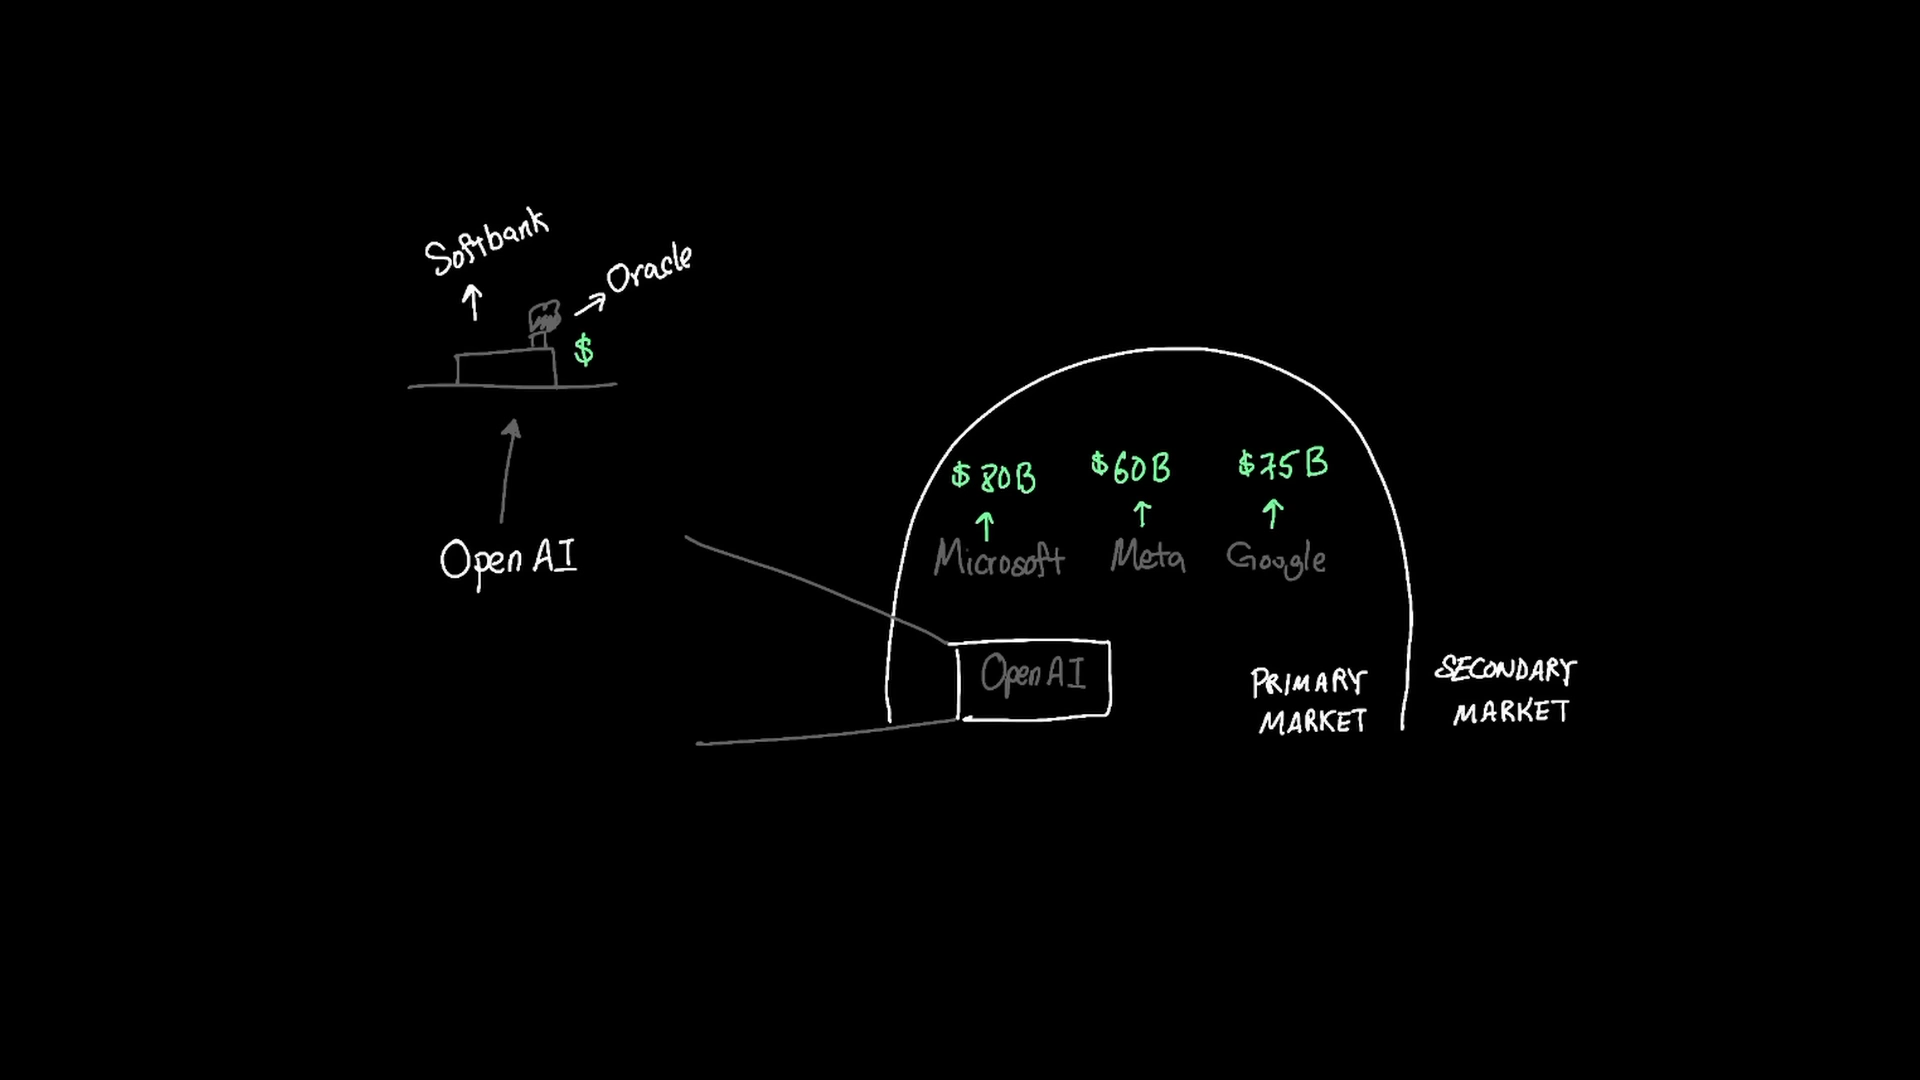 Softbank
Oracle
$
Open AI
$80B
$60B
$75B
Microsoft
Meta
Google
Open AI
PRIMARY
MARKET
SECONDARY
MARKET